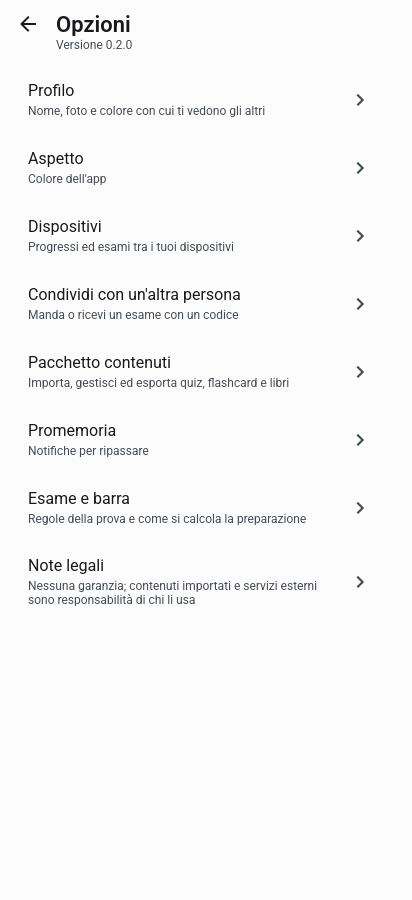 Opzioni
Versione 0.2.0
Profilo
Nome, foto e colore con cui ti vedono gli altri
Aspetto
Colore dell'app
Dispositivi
Progressi ed esami tra i tuoi dispositivi
Condividi con un'altra persona
Manda o ricevi un esame con un codice
Pacchetto contenuti
Importa, gestisci ed esporta quiz, flashcard e libri
Promemoria
Notifiche per ripassare
Esame e barra
Regole della prova e come si calcola la preparazione
Note legali
Nessuna garanzia; contenuti importati e servizi esterni
sono responsabilità di chi li usa